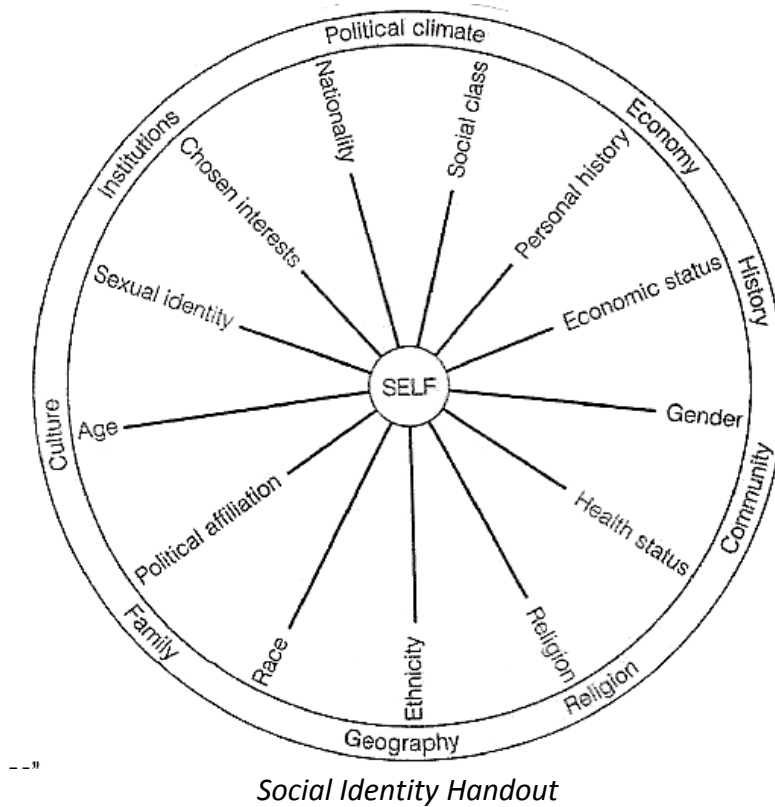 Political climate
Economy
History
Community
Religion
Geography
Family
Culture
Institutions
Nationality
Social class
Personal history
Economic status
Gender
Health status
Religion
Ethnicity
Race
Political affiliation
Age
Sexual identity
Chosen interests
SELF
--"
Social Identity Handout